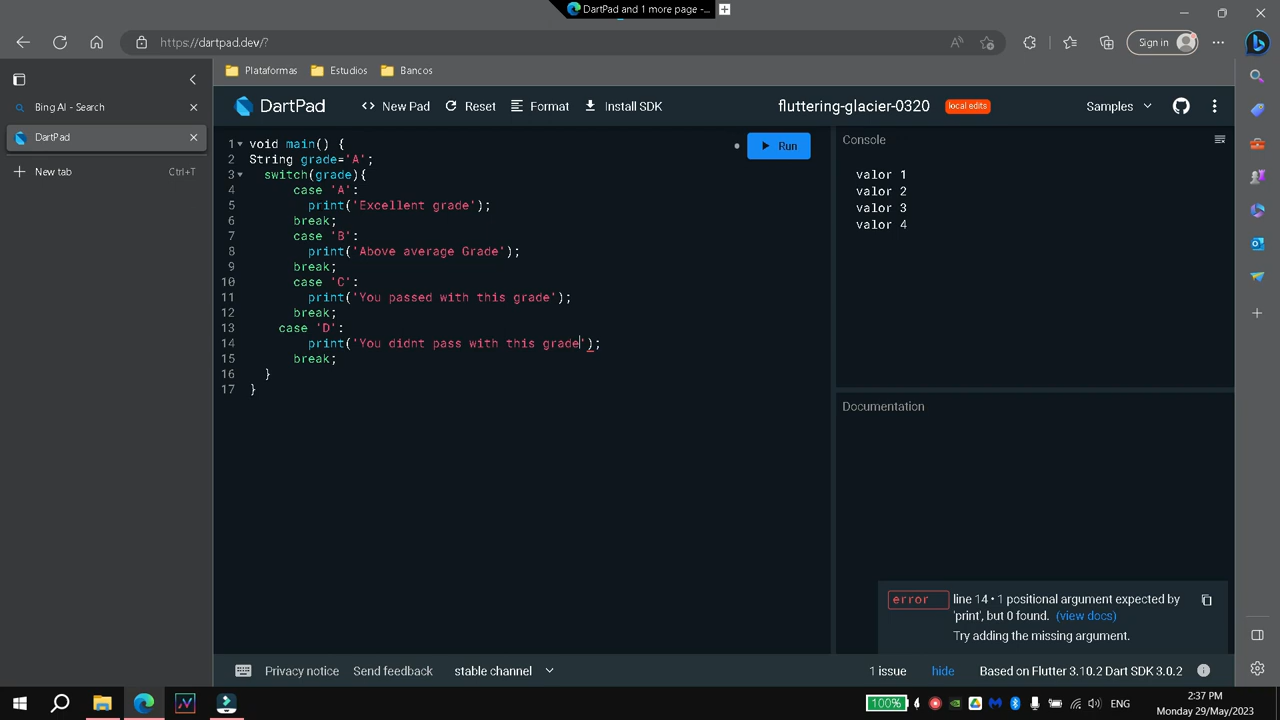 DartPad and 1 more page -...
https://dartpad.dev/?
Sign in
Plataformas
Estudios
Bancos
Bing AI - Search
DartPad
New tab
Ctrl+T
DartPad
<> New Pad
Reset
Format
Install SDK
fluttering-glacier-0320
local edits
Samples
Run
1 void main() {
2 String grade='A';
3 switch(grade){
4 case 'A':
5 print('Excellent grade');
6 break;
7 case 'B':
8 print('Above average Grade');
9 break;
10 case 'C':
11 print('You passed with this grade');
12 break;
13 case 'D':
14 print('You didnt pass with this grade');
15 break;
16 }
17 }
Console
valor 1
valor 2
valor 3
valor 4
Documentation
error
line 14 • 1 positional argument expected by
'print', but 0 found. (view docs)
Try adding the missing argument.
Privacy notice
Send feedback
stable channel
1 issue
hide
Based on Flutter 3.10.2 Dart SDK 3.0.2
100%
ENG
2:37 PM
Monday 29/May/2023